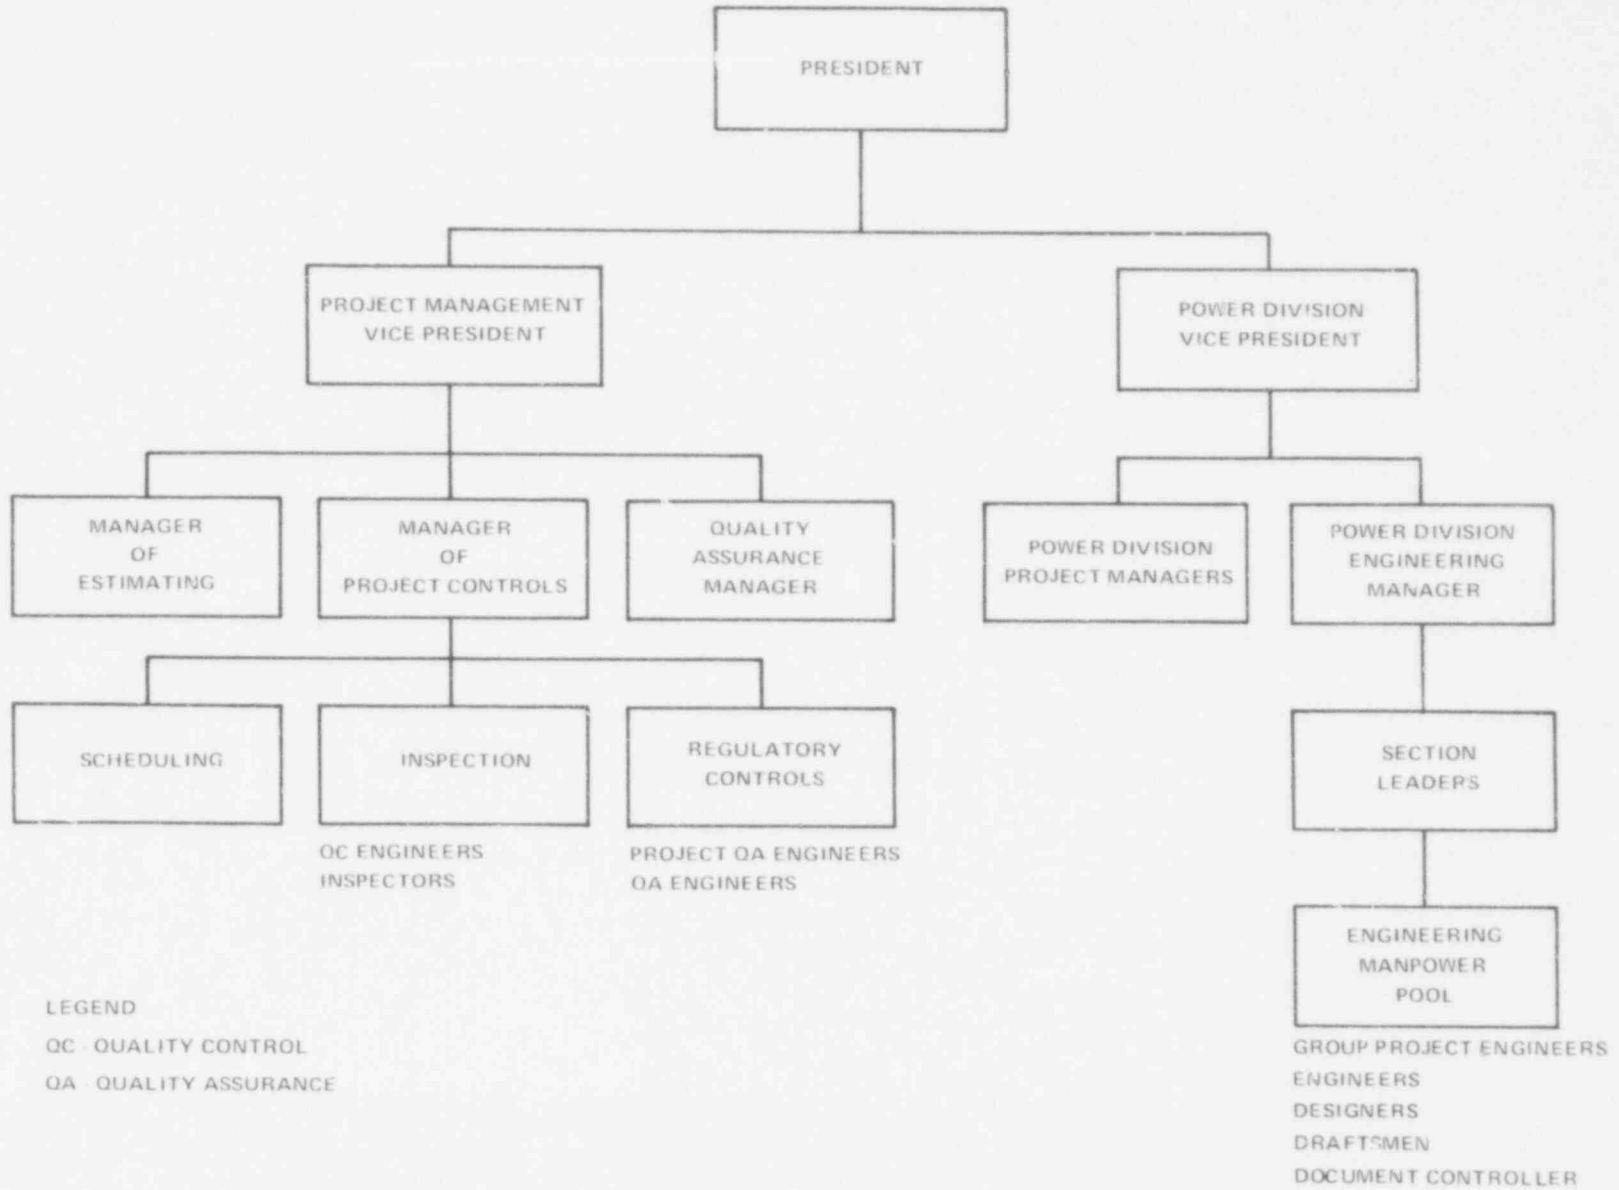 PRESIDENT
PROJECT MANAGEMENT
VICE PRESIDENT
POWER DIVISION
VICE PRESIDENT
MANAGER
OF
ESTIMATING
MANAGER
OF
PROJECT CONTROLS
QUALITY
ASSURANCE
MANAGER
POWER DIVISION
PROJECT MANAGERS
POWER DIVISION
ENGINEERING
MANAGER
SCHEDULING
INSPECTION
REGULATORY
CONTROLS
SECTION
LEADERS
QC ENGINEERS
INSPECTORS
PROJECT QA ENGINEERS
QA ENGINEERS
ENGINEERING
MANPOWER
POOL
GROUP PROJECT ENGINEERS
ENGINEERS
DESIGNERS
DRAFTSMEN
DOCUMENT CONTROLLER
LEGEND
QC - QUALITY CONTROL
QA - QUALITY ASSURANCE